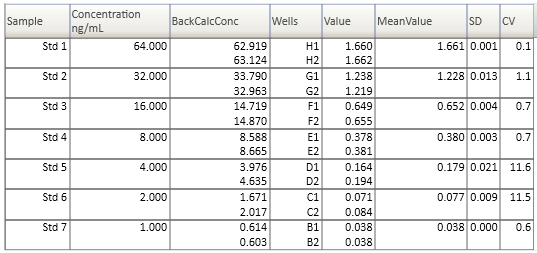 Sample Concentration ng/mL BackCalcConc Wells Value MeanValue SD CV
Std 1 64.000 62.919 H1 1.660 1.661 0.001 0.1
63.124 H2 1.662
Std 2 32.000 33.790 G1 1.238 1.228 0.013 1.1
32.963 G2 1.219
Std 3 16.000 14.719 F1 0.649 0.652 0.004 0.7
14.870 F2 0.655
Std 4 8.000 8.588 E1 0.378 0.380 0.003 0.7
8.665 E2 0.381
Std 5 4.000 3.976 D1 0.164 0.179 0.021 11.6
4.635 D2 0.194
Std 6 2.000 1.671 C1 0.071 0.077 0.009 11.5
2.017 C2 0.084
Std 7 1.000 0.614 B1 0.038 0.038 0.000 0.6
0.603 B2 0.038